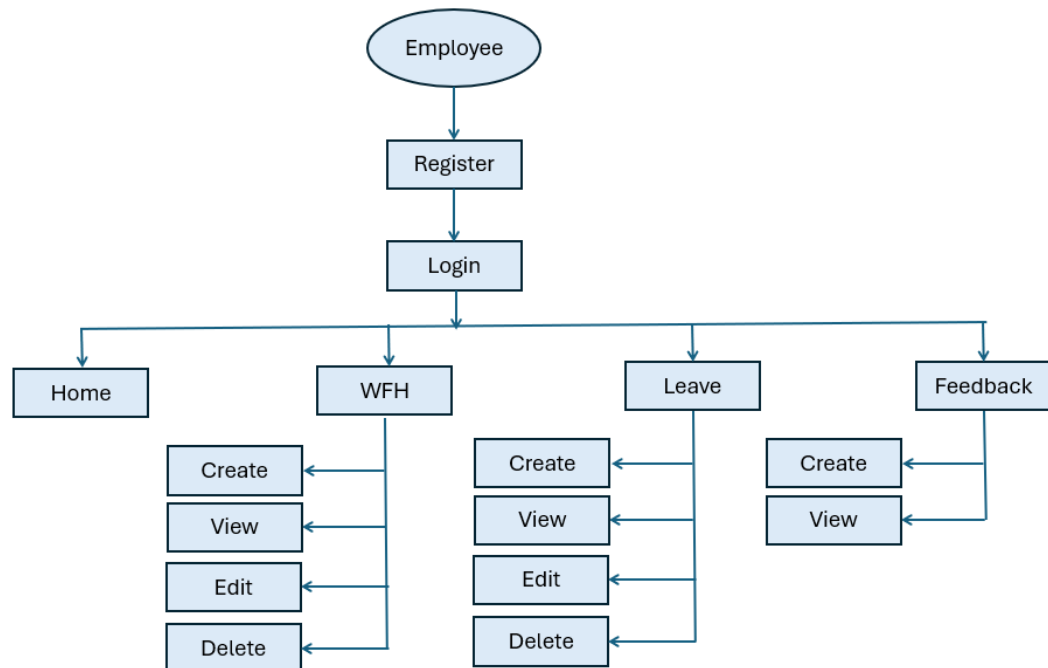 Employee
Register
Login
Home
WFH
Leave
Feedback
Create
View
Edit
Delete
Create
View
Edit
Delete
Create
View